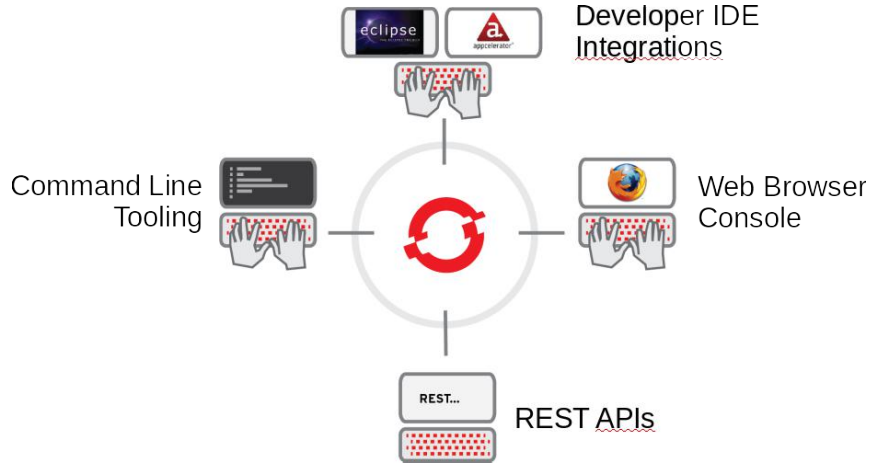 eclipse
a
appcelerator
Developer IDE
Integrations
Command Line
Tooling
Web Browser
Console
REST...
REST APIs